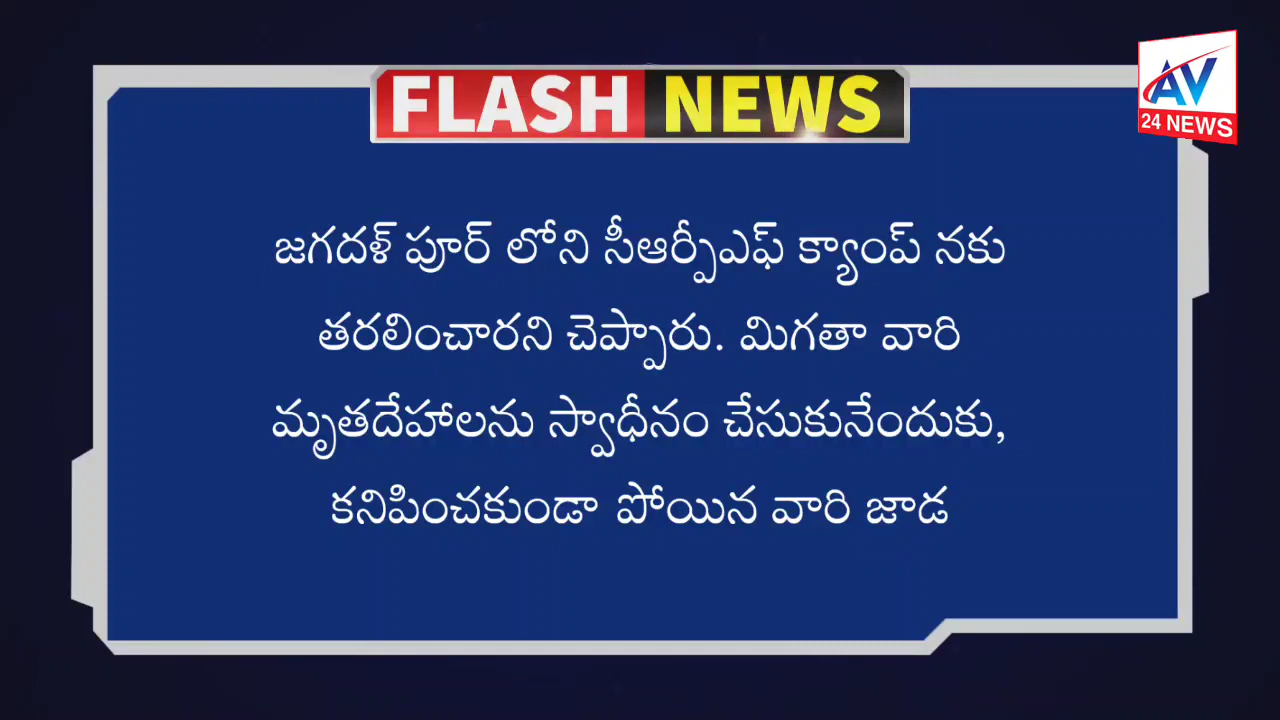 FLASH NEWS
AV
24 NEWS
జగదళ్ పూర్ లోని సీఆర్పీఎఫ్ క్యాంప్ నకు
తరలించారని చెప్పారు. మిగతా వారి
మృతదేహాలను స్వాధీనం చేసుకునేందుకు,
కనిపించకుండా పోయిన వారి జాడ